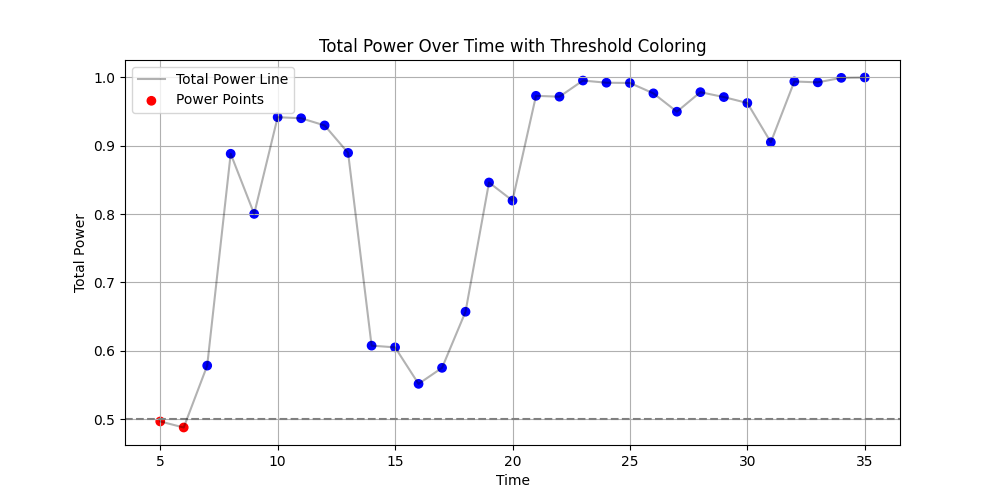 Total Power Over Time with Threshold Coloring
Total Power Line
Power Points
Total Power
1.0
0.9
0.8
0.7
0.6
0.5
5 10 15 20 25 30 35
Time